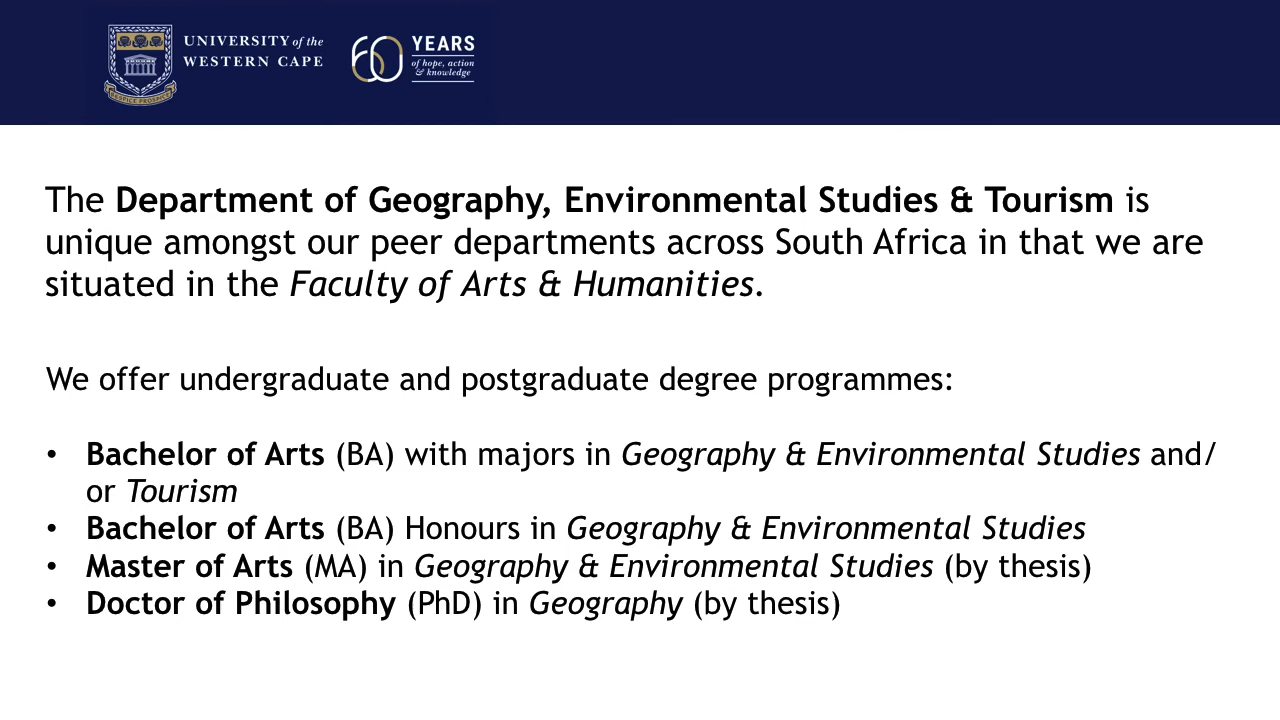 UNIVERSITY of the
WESTERN CAPE
60 YEARS
of hope, action
& knowledge
The Department of Geography, Environmental Studies & Tourism is
unique amongst our peer departments across South Africa in that we are
situated in the Faculty of Arts & Humanities.
We offer undergraduate and postgraduate degree programmes:
• Bachelor of Arts (BA) with majors in Geography & Environmental Studies and/
or Tourism
• Bachelor of Arts (BA) Honours in Geography & Environmental Studies
• Master of Arts (MA) in Geography & Environmental Studies (by thesis)
• Doctor of Philosophy (PhD) in Geography (by thesis)